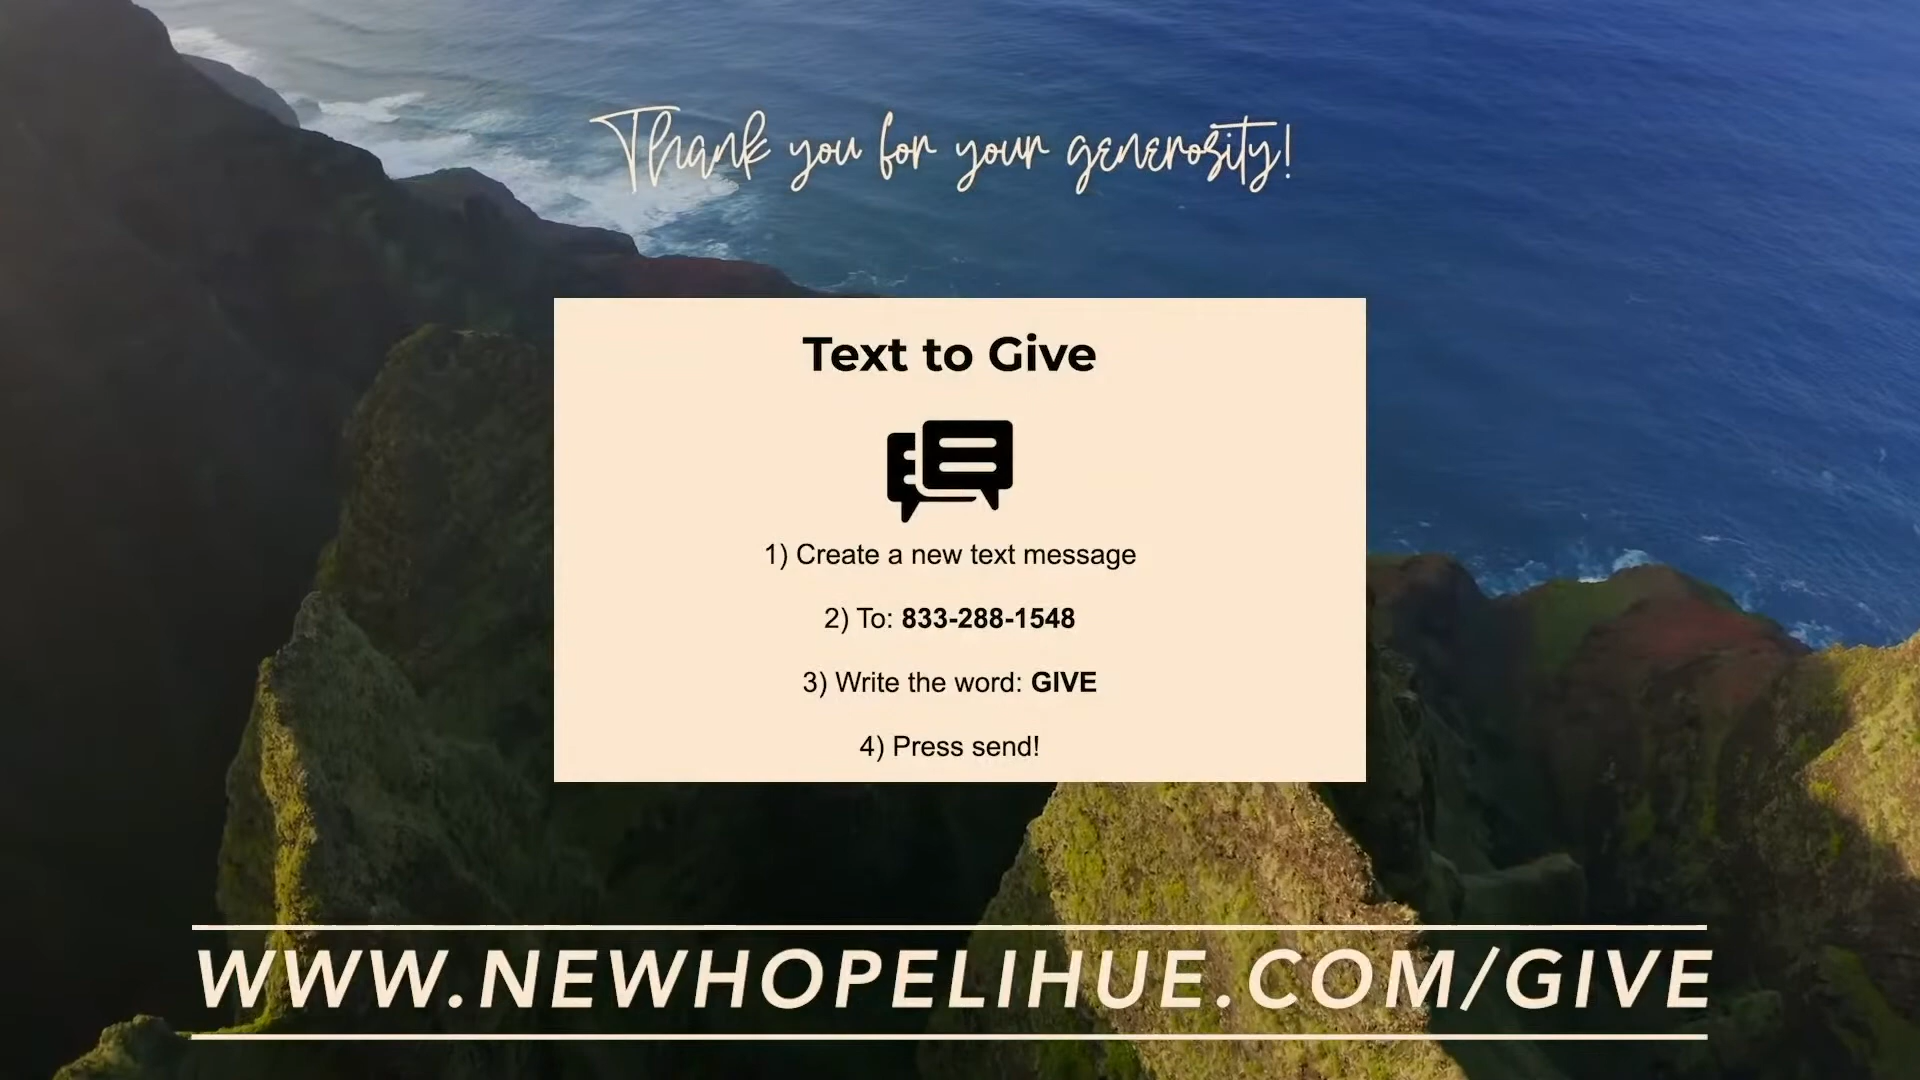 Thank you for your generosity!
Text to Give
1) Create a new text message
2) To: 833-288-1548
3) Write the word: GIVE
4) Press send!
WWW.NEWHOPELIHUE.COM/GIVE